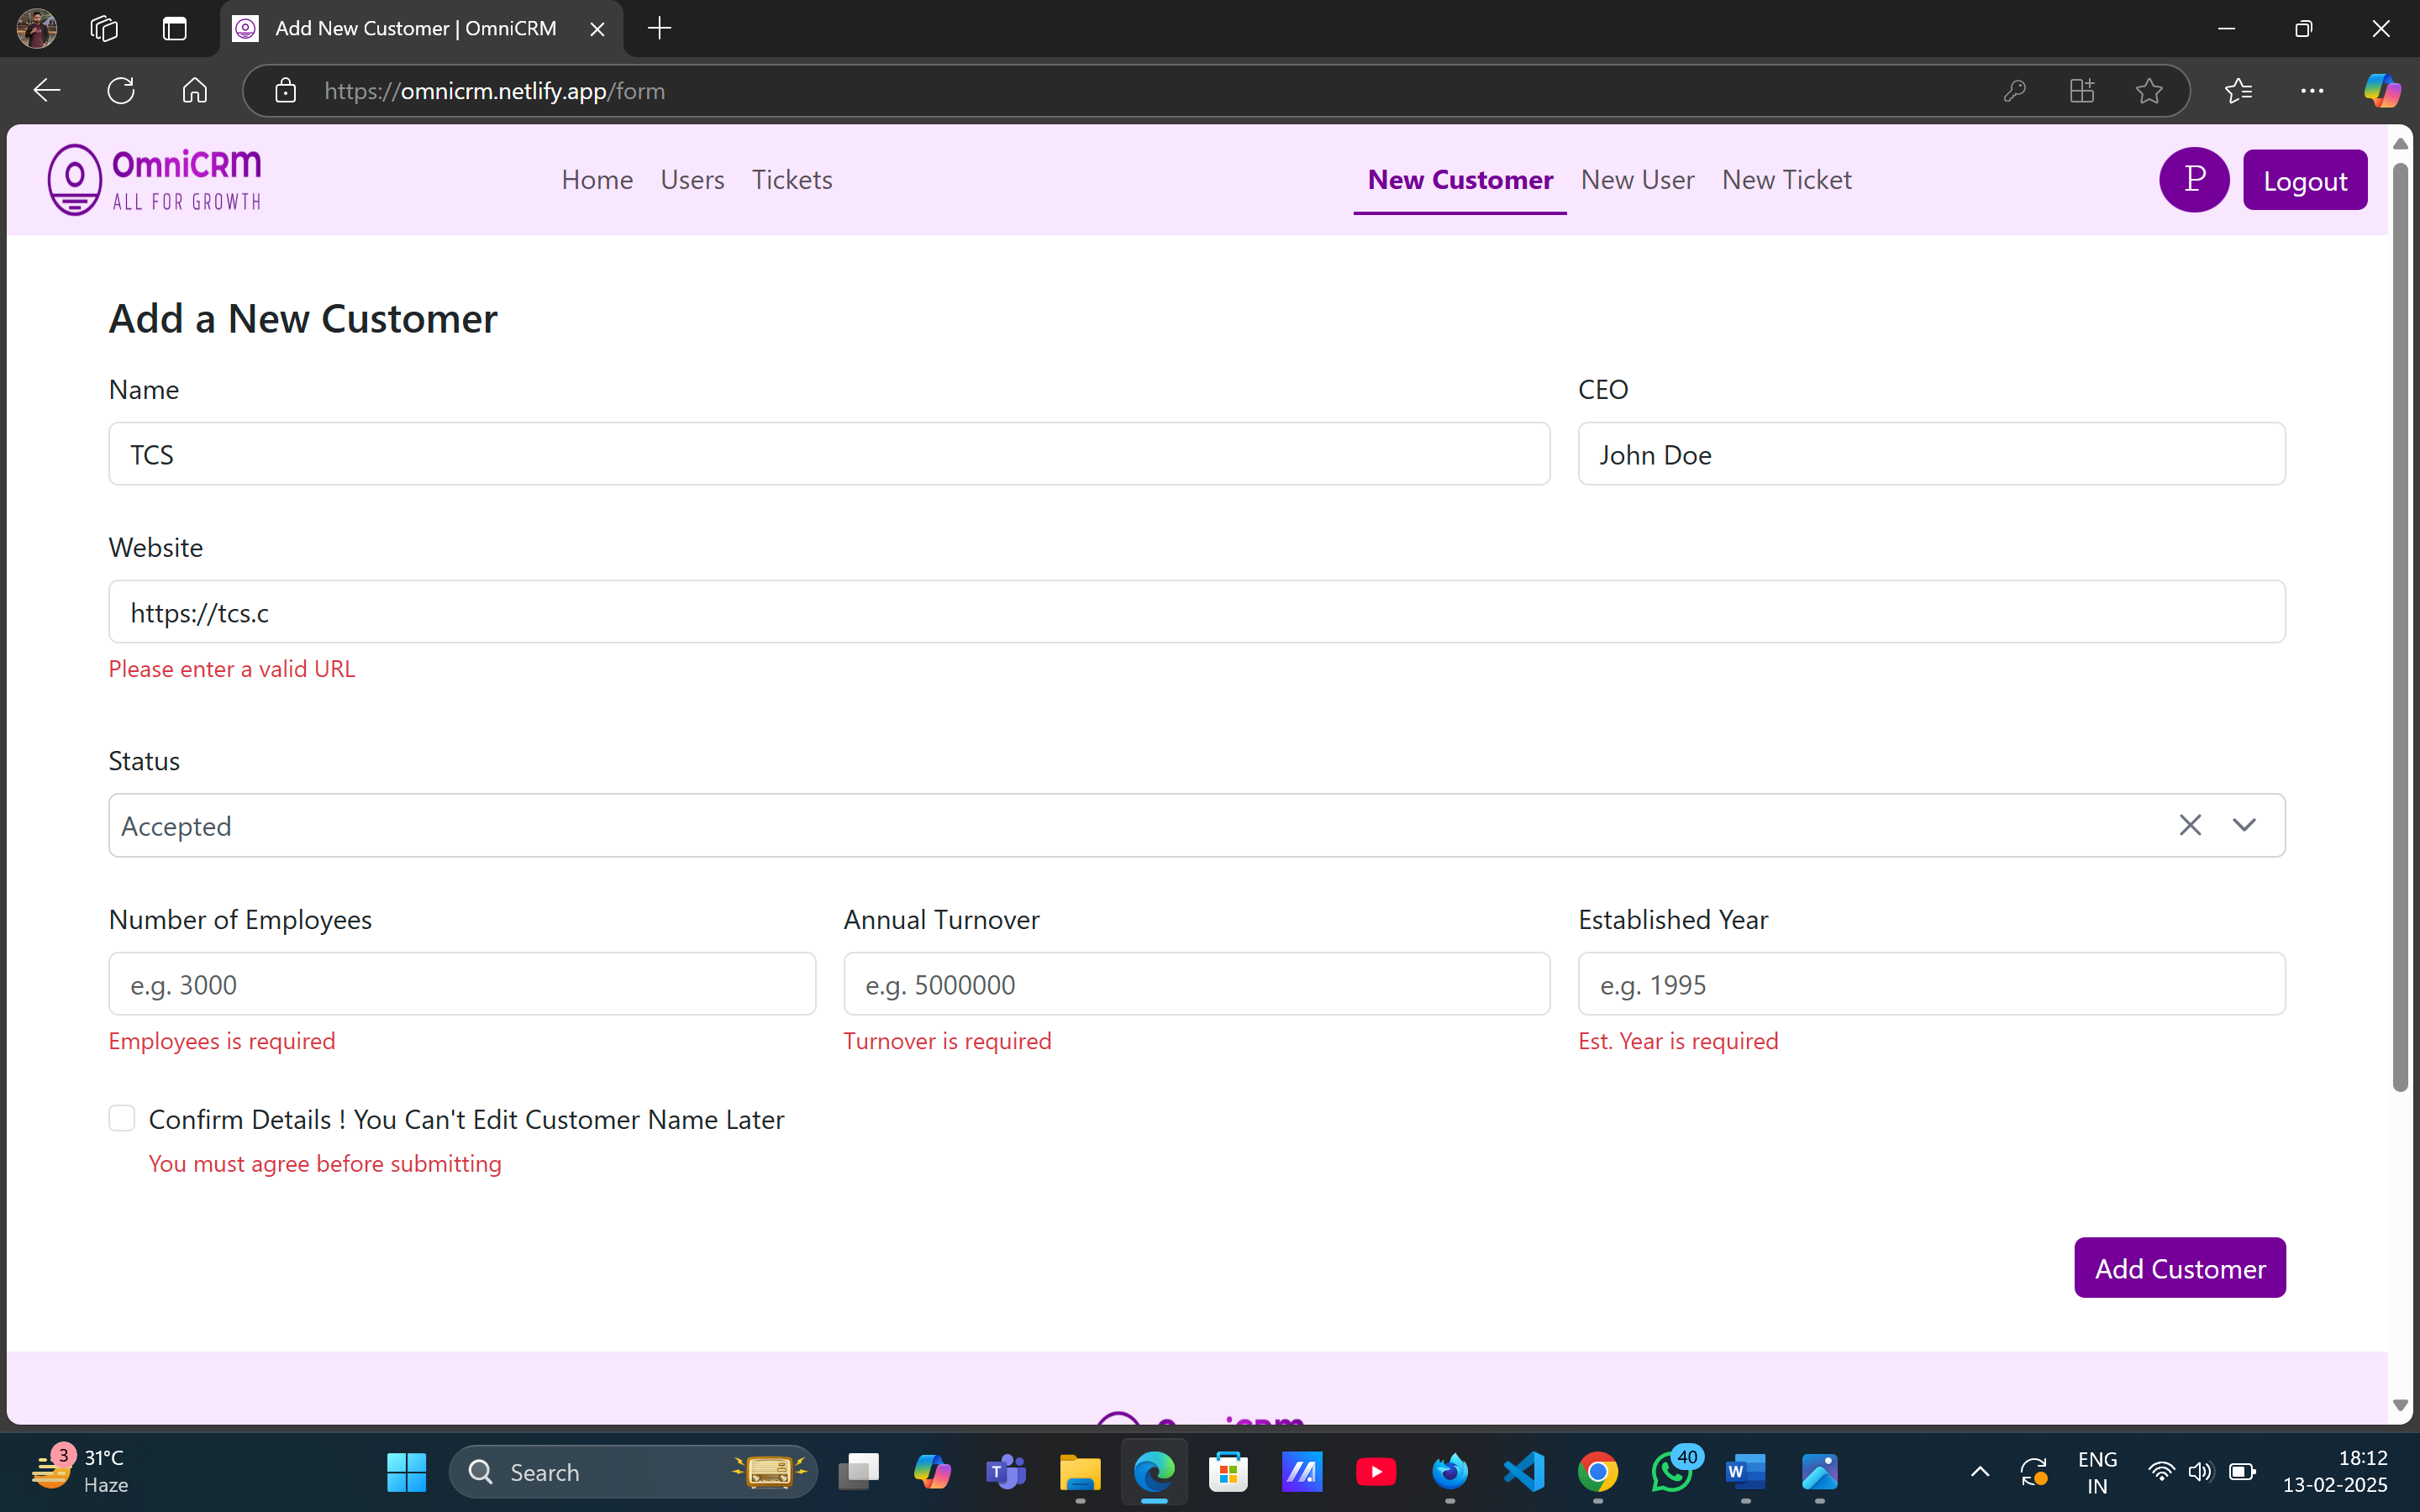 Add New Customer | OmniCRM
https://omnicrm.netlify.app/form
OmniCRM
ALL FOR GROWTH
Home Users Tickets New Customer New User New Ticket P Logout
Add a New Customer
Name CEO
TCS John Doe
Website
https://tcs.c
Please enter a valid URL
Status
Accepted
Number of Employees Annual Turnover Established Year
e.g. 3000 e.g. 5000000 e.g. 1995
Employees is required Turnover is required Est. Year is required
Confirm Details ! You Can't Edit Customer Name Later
You must agree before submitting
Add Customer
3 31°C
Haze
Search
T
40
W
ENG
IN
18:12
13-02-2025